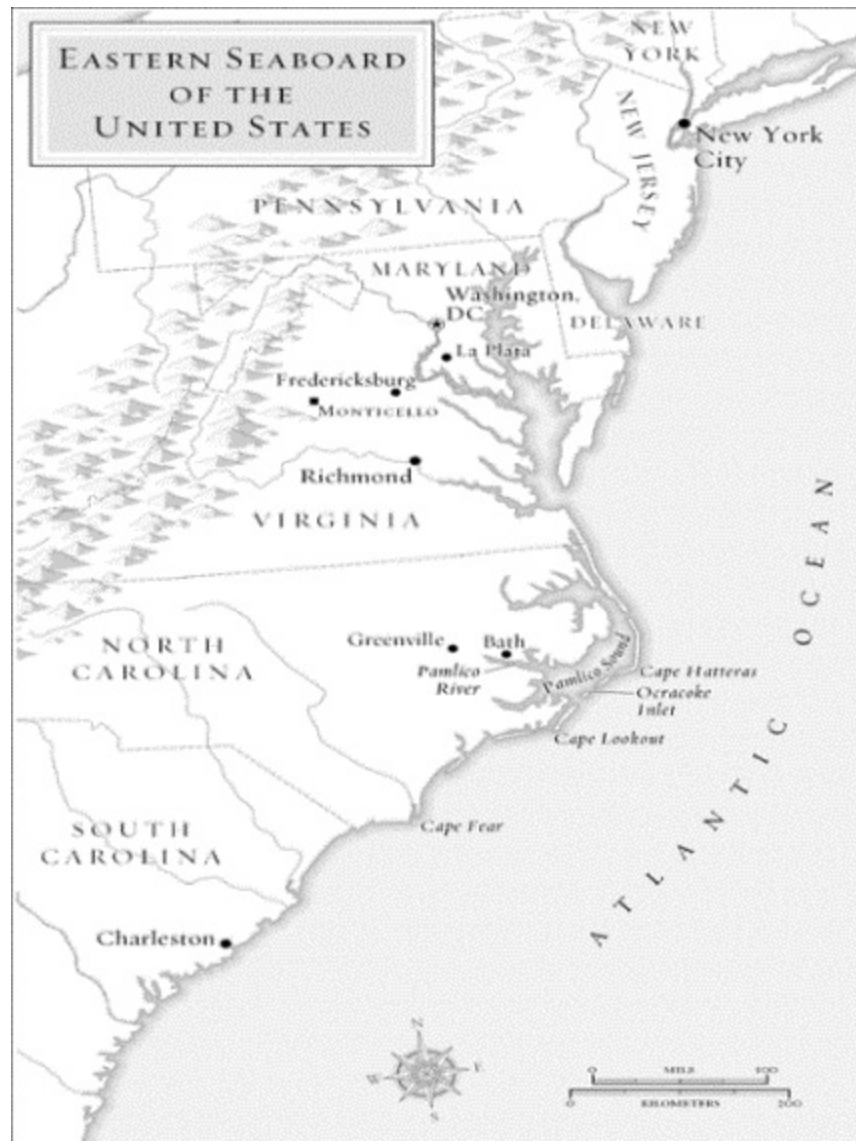 EASTERN SEABOARD
OF THE
UNITED STATES
NEW
YORK
NEW JERSEY
New York
City
PENNSYLVANIA
MARYLAND
Washington,
DC
DELAWARE
La Plata
Fredericksburg
MONTICELLO
Richmond
VIRGINIA
ATLANTIC OCEAN
NORTH
CAROLINA
Greenville
Bath
Pamlico
River
Pamlico Sound
Cape Hatteras
Ocracoke
Inlet
Cape Lookout
Cape Fear
SOUTH
CAROLINA
Charleston
N
W
E
S
0 MILE 100
0 KILOMETERS 200